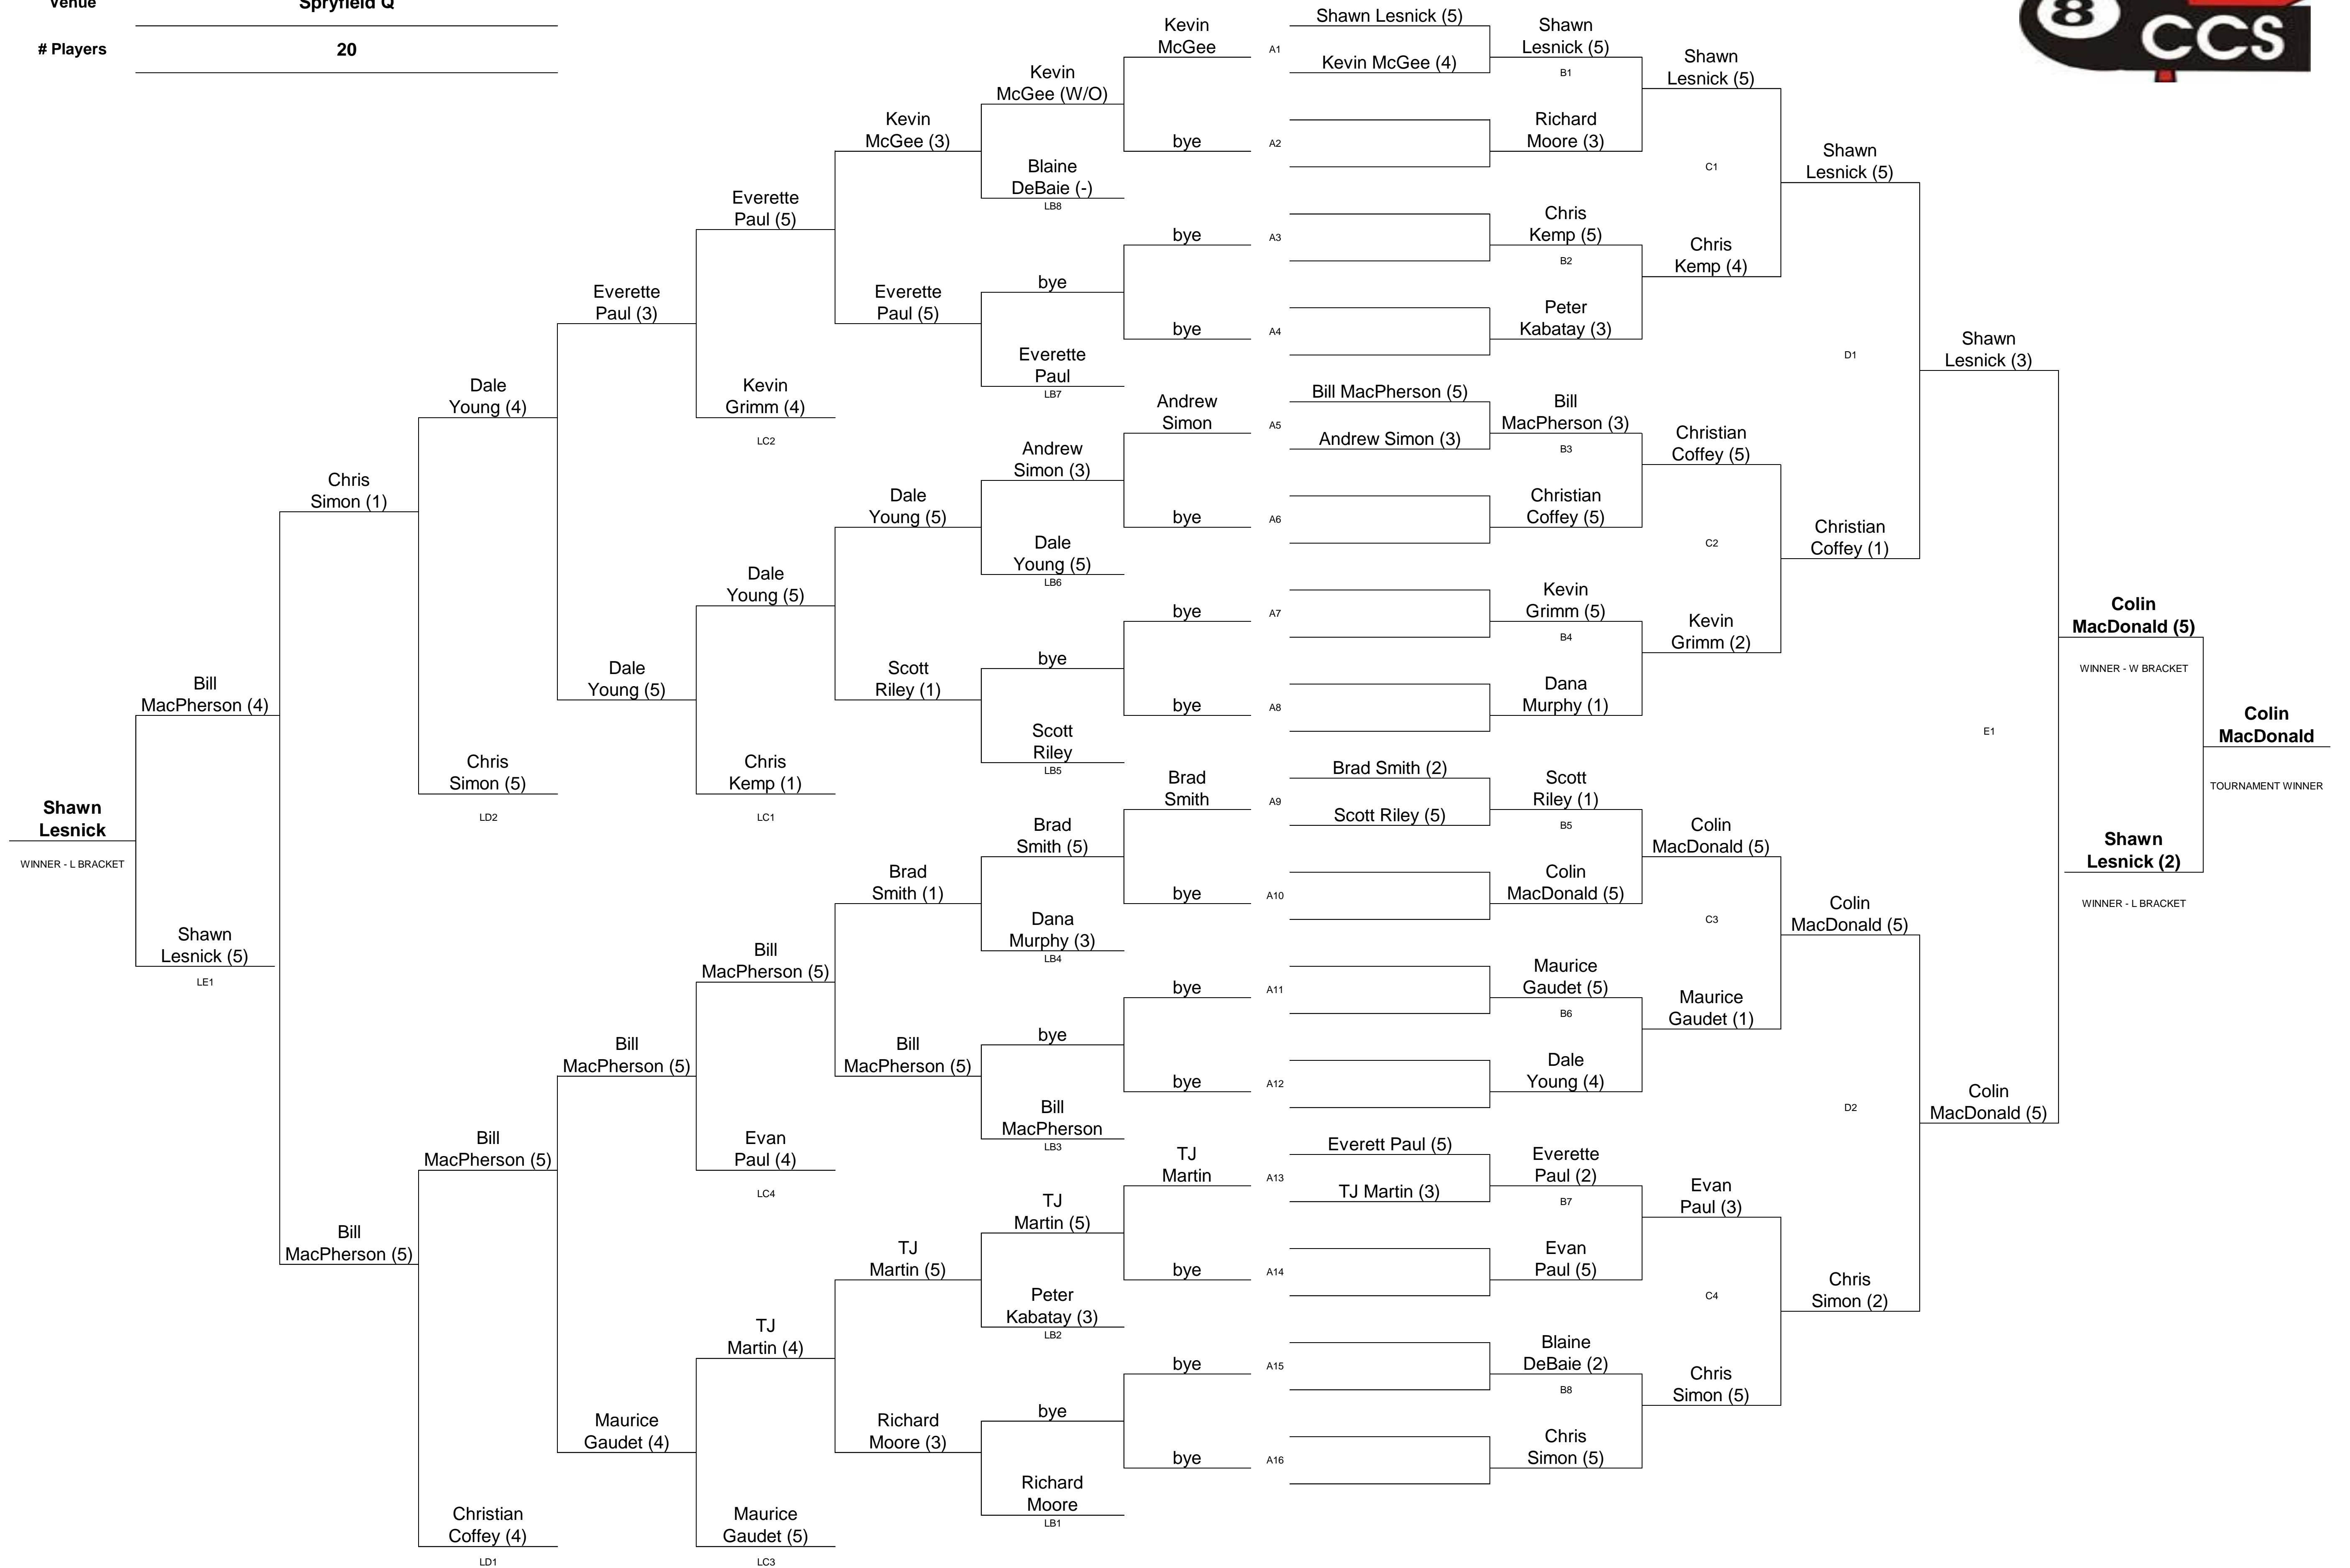 Venue
Spryfield Q
# Players
20
8
CCS
Shawn
Lesnick
WINNER - L BRACKET
Bill
MacPherson (4)
Shawn
Lesnick (5)
LE1
Chris
Simon (1)
Bill
MacPherson (5)
Dale
Young (4)
Chris
Simon (5)
LD2
Bill
MacPherson (5)
Christian
Coffey (4)
LD1
Everette
Paul (3)
Dale
Young (5)
Bill
MacPherson (5)
Maurice
Gaudet (4)
Everette
Paul (5)
Kevin
Grimm (4)
LC2
Dale
Young (5)
Chris
Kemp (1)
LC1
Bill
MacPherson (5)
Evan
Paul (4)
LC4
TJ
Martin (4)
Maurice
Gaudet (5)
LC3
Kevin
McGee (3)
Everette
Paul (5)
Dale
Young (5)
Scott
Riley (1)
Brad
Smith (1)
Bill
MacPherson (5)
TJ
Martin (5)
Richard
Moore (3)
Kevin
McGee (W/O)
Blaine
DeBaie (-)
LB8
bye
Everette
Paul
LB7
Andrew
Simon (3)
Dale
Young (5)
LB6
bye
Scott
Riley
LB5
Brad
Smith (5)
Dana
Murphy (3)
LB4
bye
Bill
MacPherson
LB3
TJ
Martin (5)
Peter
Kabatay (3)
LB2
bye
Richard
Moore
LB1
Kevin
McGee
bye
bye
bye
Andrew
Simon
bye
bye
bye
Brad
Smith
bye
bye
bye
TJ
Martin
bye
bye
bye
A1
A2
A3
A4
A5
A6
A7
A8
A9
A10
A11
A12
A13
A14
A15
A16
Shawn Lesnick (5)
Kevin McGee (4)
Bill MacPherson (5)
Andrew Simon (3)
Brad Smith (2)
Scott Riley (5)
Everett Paul (5)
TJ Martin (3)
Shawn
Lesnick (5)
B1
Richard
Moore (3)
Chris
Kemp (5)
B2
Peter
Kabatay (3)
Bill
MacPherson (3)
B3
Christian
Coffey (5)
Kevin
Grimm (5)
B4
Dana
Murphy (1)
Scott
Riley (1)
B5
Colin
MacDonald (5)
Maurice
Gaudet (5)
B6
Dale
Young (4)
Everette
Paul (2)
B7
Evan
Paul (5)
Blaine
DeBaie (2)
B8
Chris
Simon (5)
Shawn
Lesnick (5)
C1
Chris
Kemp (4)
Christian
Coffey (5)
C2
Kevin
Grimm (2)
Colin
MacDonald (5)
C3
Maurice
Gaudet (1)
Evan
Paul (3)
C4
Chris
Simon (5)
Shawn
Lesnick (5)
D1
Christian
Coffey (1)
Colin
MacDonald (5)
D2
Chris
Simon (2)
Shawn
Lesnick (3)
E1
Colin
MacDonald (5)
Colin
MacDonald (5)
WINNER - W BRACKET
Shawn
Lesnick (2)
WINNER - L BRACKET
Colin
MacDonald
TOURNAMENT WINNER